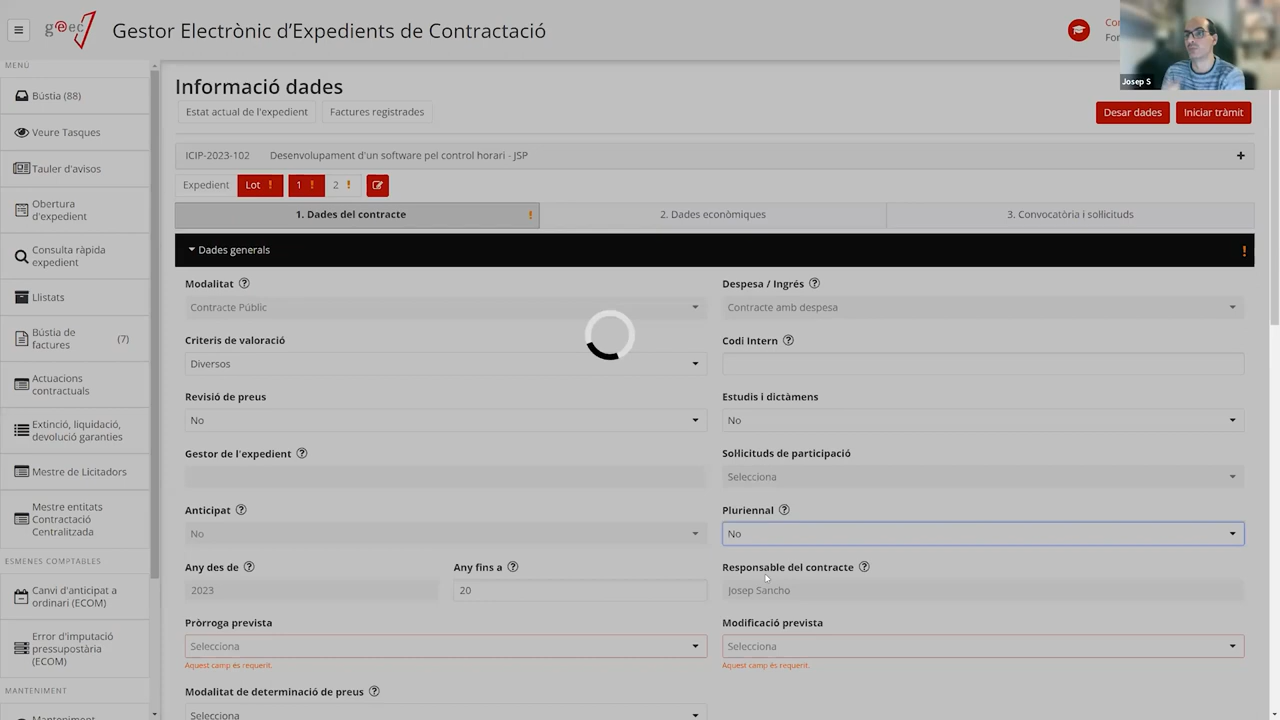 geec
Gestor Electrònic d'Expedients de Contractació
Josep S
MENÚ
Bústia (88)
Veure Tasques
Tauler d'avisos
Obertura
d'expedient
Consulta ràpida
expedient
Llistats
Bústia de
factures
(7)
Actuacions
contractuals
Extinció, liquidació,
devolució garanties
Mestre de Licitadors
Mestre entitats
Contractació
Centralitzada
ESMENES COMPTABLES
Canvi d'anticipat a
ordinari (ECOM)
Error d'imputació
pressupostària
(ECOM)
MANTENIMENT
Manteniment
Informació dades
Estat actual de l'expedient
Factures registrades
Desar dades
Iniciar tràmit
ICIP-2023-102
Desenvolupament d'un software pel control horari - JSP
+
Expedient
Lot !
1 !
2 !
1. Dades del contracte !
2. Dades econòmiques
3. Convocatòria i sol·licituds
Dades generals !
Modalitat ?
Despesa / Ingrés ?
Contracte Públic
Contracte amb despesa
Criteris de valoració
Codi Intern ?
Diversos
Revisió de preus
Estudis i dictàmens
No
No
Gestor de l'expedient ?
Sol·licituds de participació
Selecciona
Anticipat ?
Pluriennal ?
No
No
Any des de ?
Any fins a ?
Responsable del contracte ?
2023
20
Josep Sancho
Pròrroga prevista
Modificació prevista
Selecciona
Selecciona
Aquest camp és requerit.
Aquest camp és requerit.
Modalitat de determinació de preus ?
Selecciona